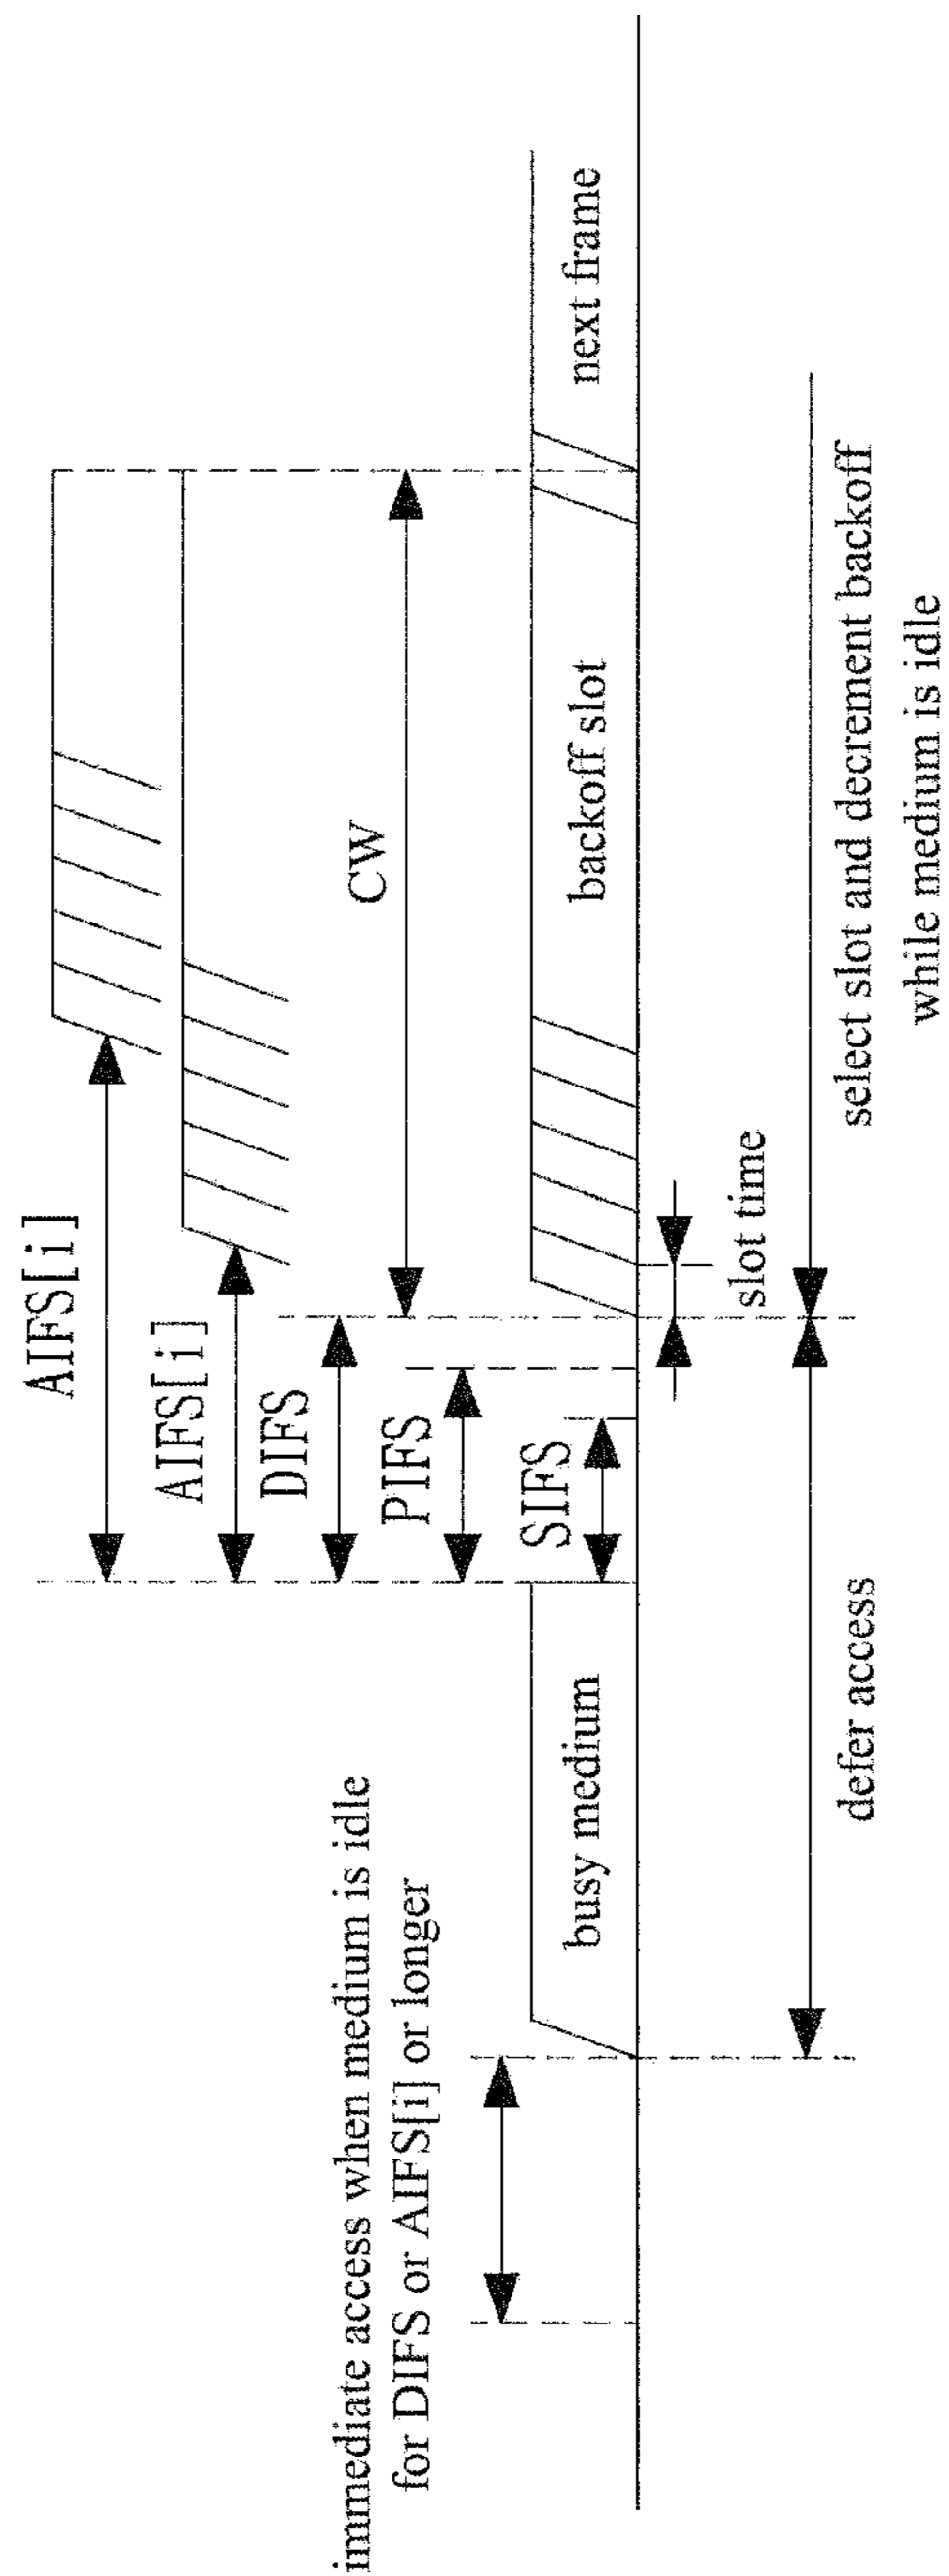 immediate access when medium is idle
for DIFS or AIFS[i] or longer
AIFS[i]
AIFS[i]
DIFS
PIFS
SIFS
CW
busy medium
backoff slot
next frame
slot time
defer access
select slot and decrement backoff
while medium is idle